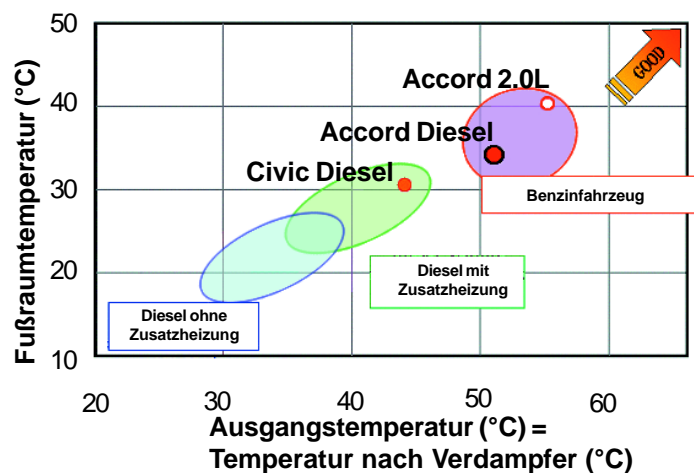 Fußraumtemperatur (°C)
50
40
30
20
10
GOOD
Accord 2.0L
Accord Diesel
Civic Diesel
Benzinfahrzeug
Diesel mit
Zusatzheizung
Diesel ohne
Zusatzheizung
20
30
40
50
60
Ausgangstemperatur (°C) =
Temperatur nach Verdampfer (°C)